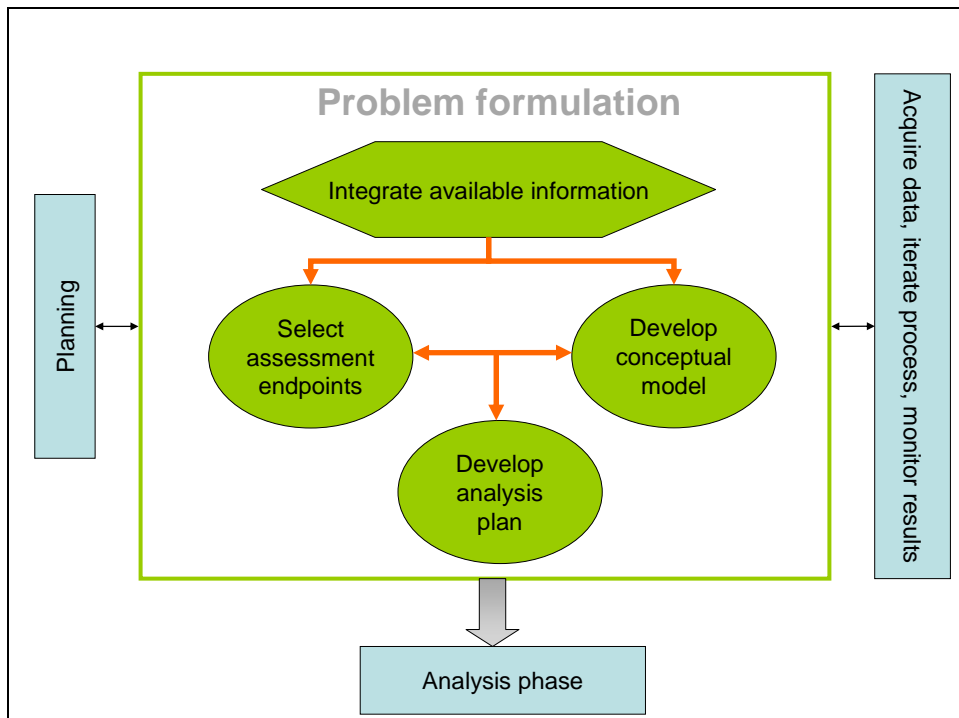 Problem formulation
Integrate available information
Select
assessment
endpoints
Develop
conceptual
model
Develop
analysis
plan
Planning
Acquire data, iterate process, monitor results
Analysis phase